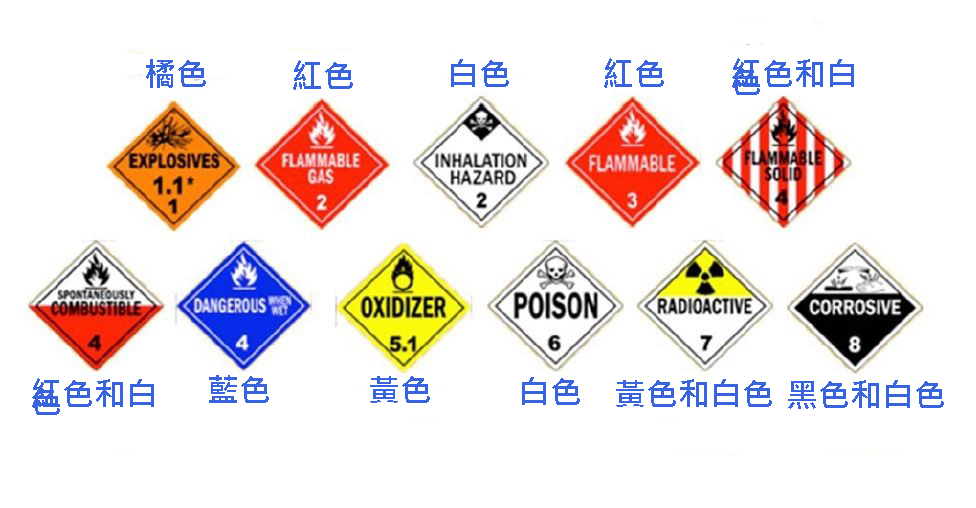 橘色
紅色
白色
紅色
紅色和白色
EXPLOSIVES
1.1*
1
FLAMMABLE
GAS
2
INHALATION
HAZARD
2
FLAMMABLE
3
FLAMMABLE
SOLID
4
SPONTANEOUSLY
COMBUSTIBLE
4
DANGEROUS WHEN WET
4
OXIDIZER
5.1
POISON
6
RADIOACTIVE
7
CORROSIVE
8
紅色和白色
藍色
黃色
白色
黃色和白色
黑色和白色